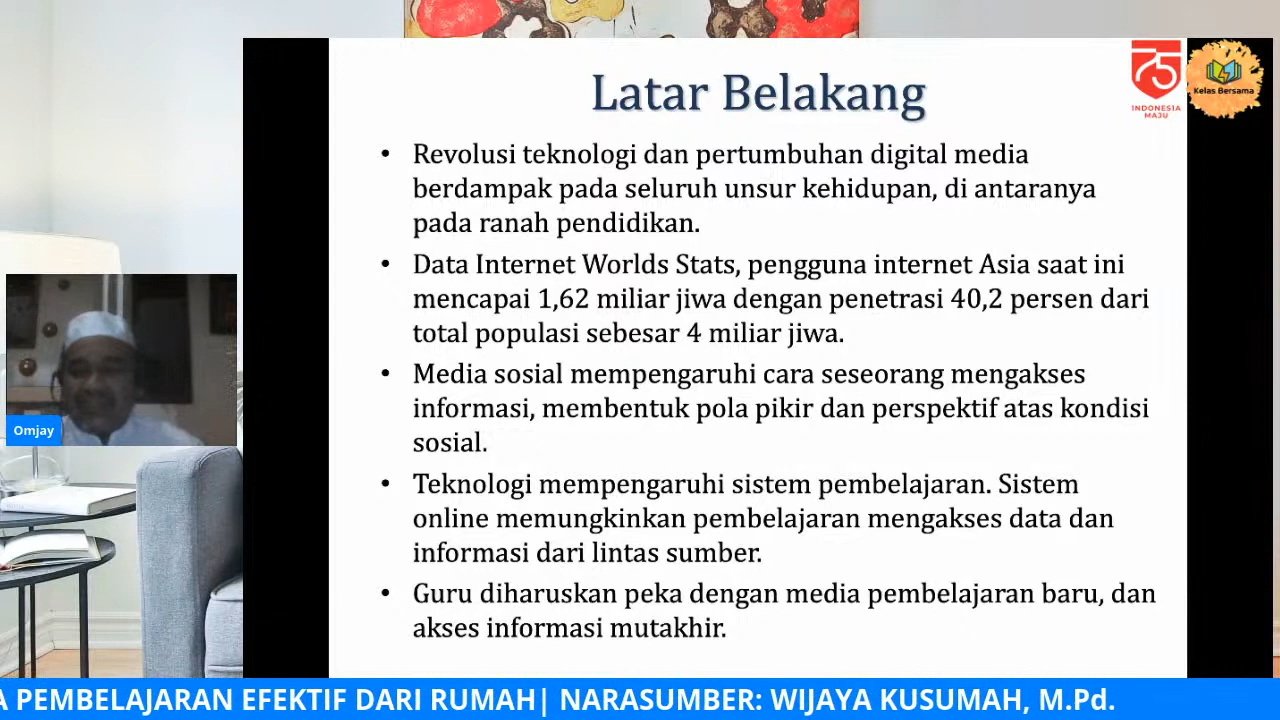 75
INDONESIA
MAJU
Kelas Bersama
Latar Belakang
• Revolusi teknologi dan pertumbuhan digital media
berdampak pada seluruh unsur kehidupan, di antaranya
pada ranah pendidikan.
• Data Internet Worlds Stats, pengguna internet Asia saat ini
mencapai 1,62 miliar jiwa dengan penetrasi 40,2 persen dari
total populasi sebesar 4 miliar jiwa.
• Media sosial mempengaruhi cara seseorang mengakses
informasi, membentuk pola pikir dan perspektif atas kondisi
sosial.
• Teknologi mempengaruhi sistem pembelajaran. Sistem
online memungkinkan pembelajaran mengakses data dan
informasi dari lintas sumber.
• Guru diharuskan peka dengan media pembelajaran baru, dan
akses informasi mutakhir.
Omjay
A PEMBELAJARAN EFEKTIF DARI RUMAH| NARASUMBER: WIJAYA KUSUMAH, M.Pd.